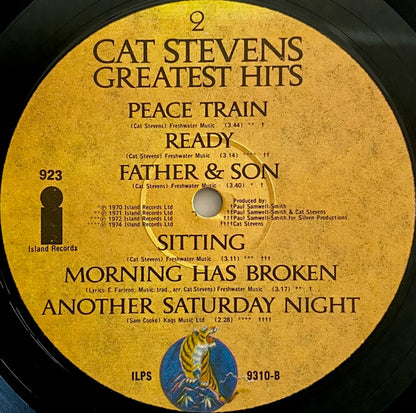 2
CAT STEVENS
GREATEST HITS
PEACE TRAIN
(Cat Stevens) Freshwater Music (3.44) ** †
READY
(Cat Stevens) Freshwater Music (3.14) **** ††
FATHER & SON
(Cat Stevens) Freshwater Music (3.40) * †
923
*℗ 1970 Island Records Ltd
**℗ 1971 Island Records Ltd
***℗ 1972 Island Records Ltd
****℗ 1974 Island Records Ltd
Produced by:
†Paul Samwell-Smith
††Paul Samwell-Smith & Cat Stevens
†††Paul Samwell-Smith for Silven Productions
††††Cat Stevens
Island Records
SITTING
(Cat Stevens) Freshwater Music (3.11) *** †††
MORNING HAS BROKEN
(Lyrics: E. Farjeon; Music: trad., arr. Cat Stevens) Freshwater Music (3.17) ** †
ANOTHER SATURDAY NIGHT
(Sam Cooke) Kags Music Ltd (2.28) **** ††††
ILPS 9310-B